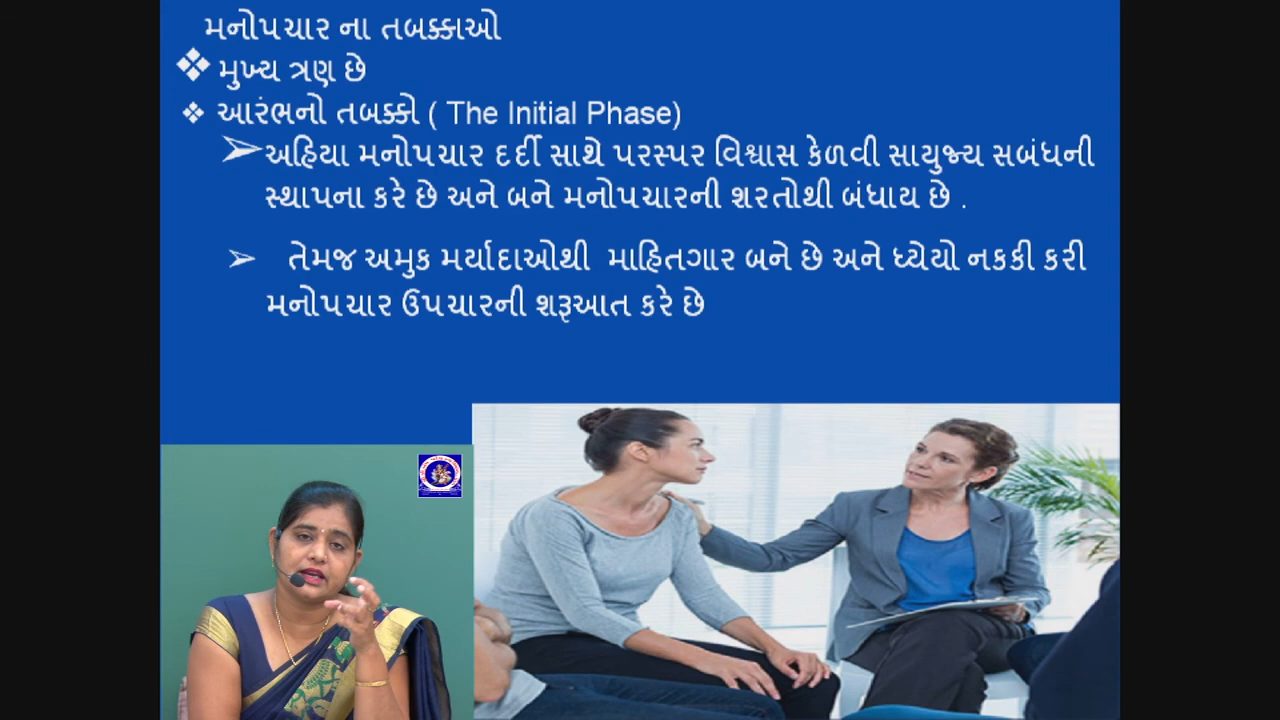 મનોપચાર ના તબક્કાઓ
❖ મુખ્ય ત્રણ છે
❖ આરંભનો તબક્કો ( The Initial Phase)
➢અહિયા મનોપચાર દર્દી સાથે પરસ્પર વિશ્વાસ કેળવી સાયુજ્ય સબંધની
સ્થાપના કરે છે અને બને મનોપચારની શરતોથી બંધાય છે .
➢ તેમજ અમુક મર્યાદાઓથી માહિતગાર બને છે અને ધ્યેયો નકકી કરી
મનોપચાર ઉપચારની શરૂઆત કરે છે